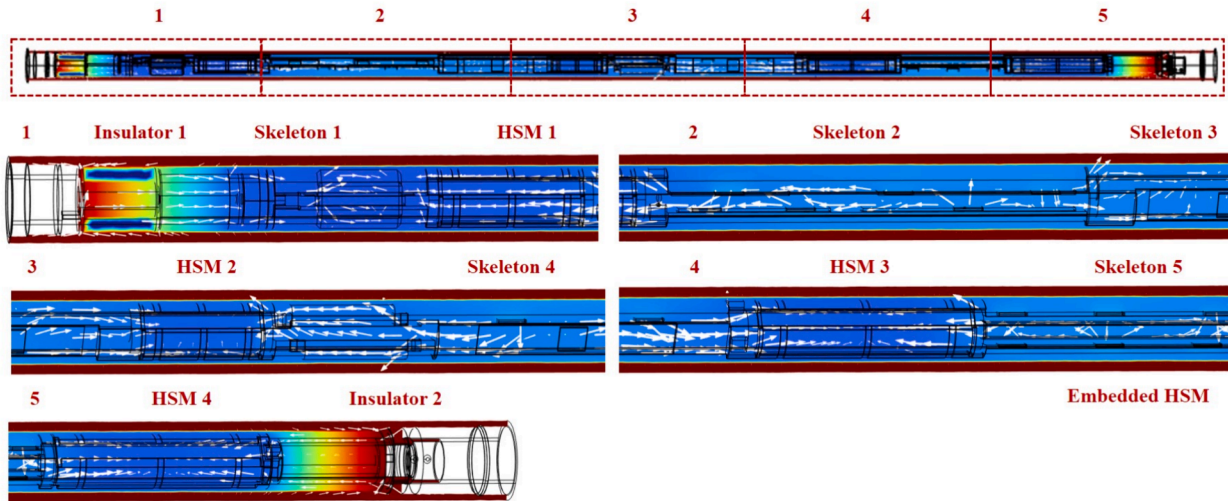 1 2 3 4 5
1 Insulator 1 Skeleton 1 HSM 1 2 Skeleton 2 Skeleton 3
3 HSM 2 Skeleton 4 4 HSM 3 Skeleton 5
5 HSM 4 Insulator 2 Embedded HSM